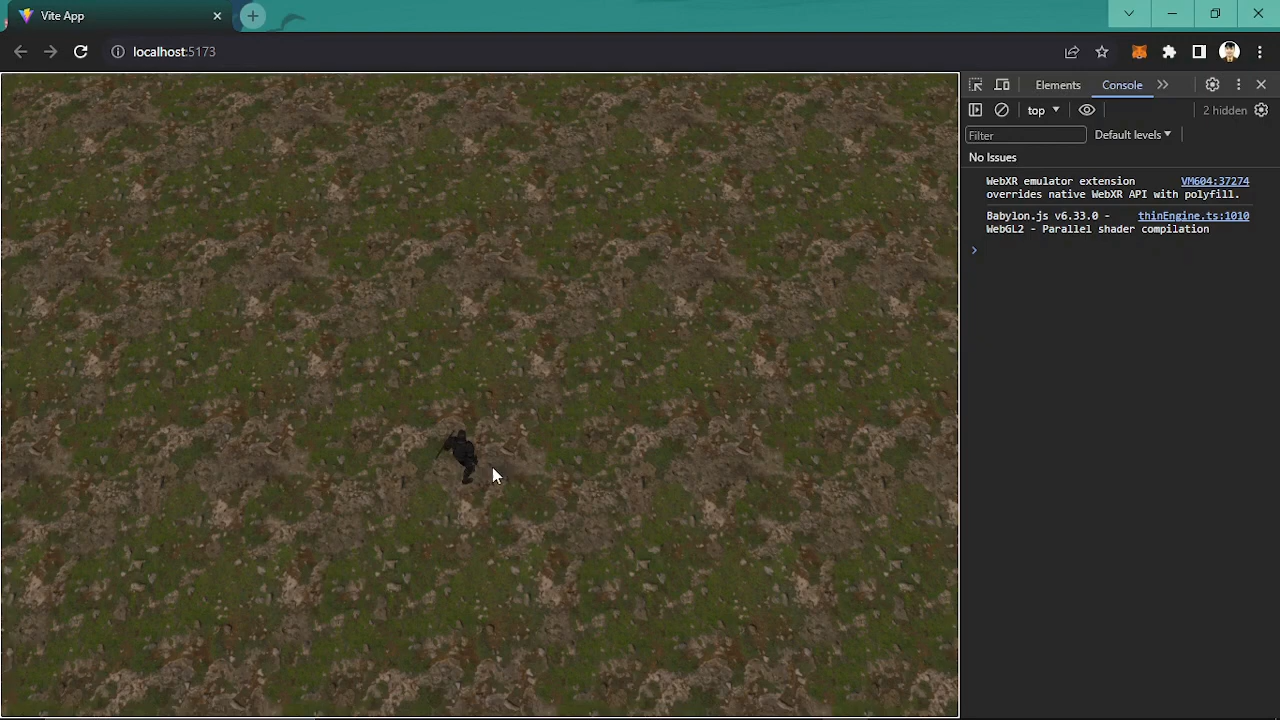 Vite App
localhost:5173
Elements
Console
top
2 hidden
Filter
Default levels
No Issues
WebXR emulator extension VM604:37274
overrides native WebXR API with polyfill.
Babylon.js v6.33.0 - thinEngine.ts:1010
WebGL2 - Parallel shader compilation